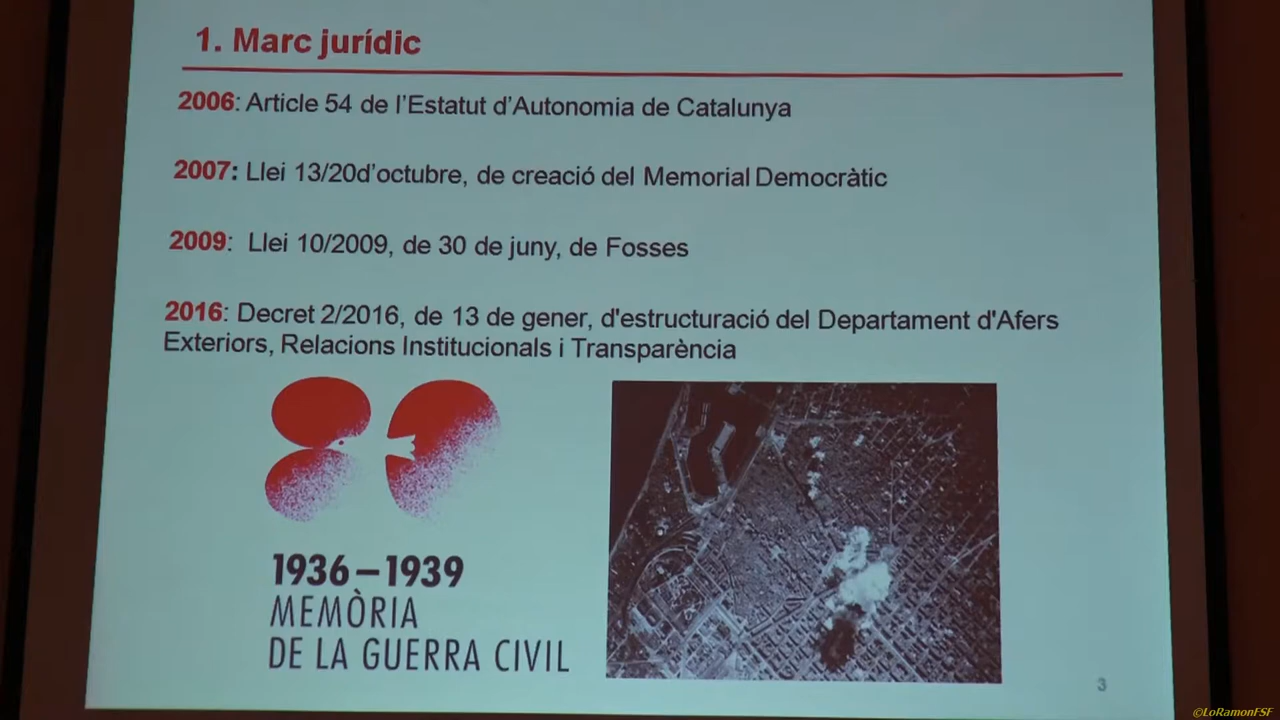 1. Marc jurídic
2006: Article 54 de l'Estatut d'Autonomia de Catalunya
2007: Llei 13/20d'octubre, de creació del Memorial Democràtic
2009: Llei 10/2009, de 30 de juny, de Fosses
2016: Decret 2/2016, de 13 de gener, d'estructuració del Departament d'Afers
Exteriors, Relacions Institucionals i Transparència
1936–1939
MEMÒRIA
DE LA GUERRA CIVIL
3
©LoRamonFSF